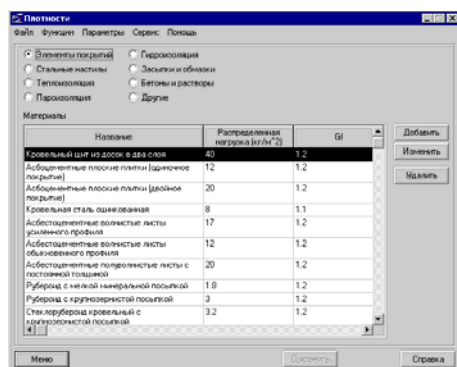 Плотности
Файл Функции Параметры Сервис Помощь
Элементы покрытий Гидроизоляция
Стальные настилы Засыпки и обмазки
Теплоизоляция Бетоны и растворы
Пароизоляция Другие
Материалы
Название Распределенная нагрузка (кг/м^2) Gf
Кровельный щит из досок в два слоя 40 1.2
Асбоцементные плоские плитки (одиночное покрытие) 12 1.2
Асбоцементные плоские плитки (двойное покрытие) 20 1.2
Кровельная сталь оцинкованная 8 1.1
Асбестоцементные волнистые листы усиленного профиля 17 1.2
Асбестоцементные волнистые листы обыкновенного профиля 12 1.2
Асбестоцементные полуволнистые листы с постоянной толщиной 20 1.2
Рубероид с мелкой минеральной посыпкой 1.8 1.2
Рубероид с крупнозернистой посыпкой 3 1.2
Стеклорубероид кровельный с крупнозернистой посыпкой 3.2 1.2
Добавить
Изменить
Удалить
Меню Сохранить Справка